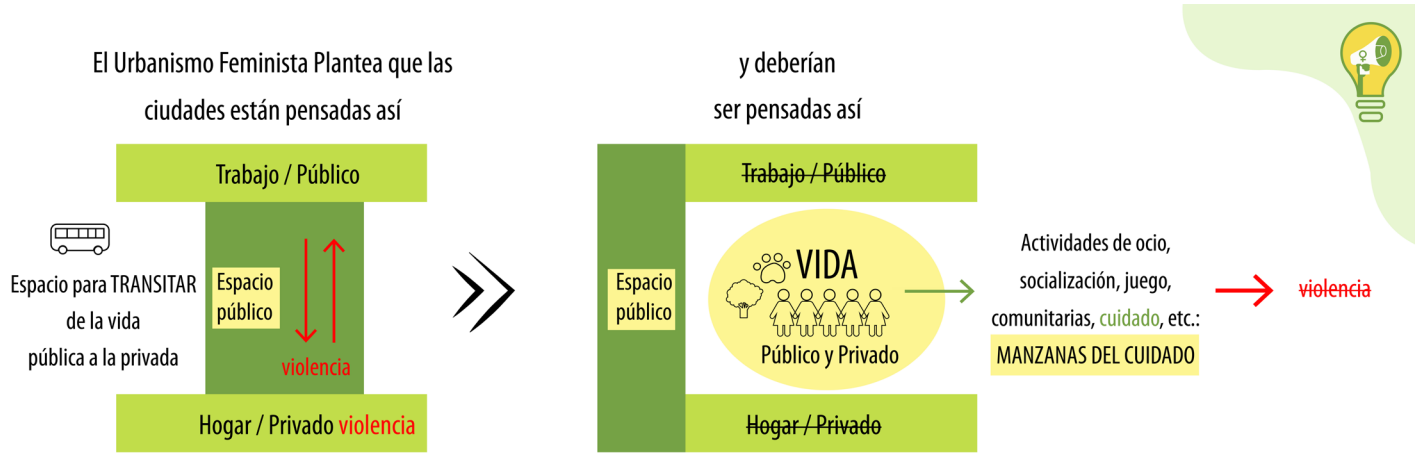 El Urbanismo Feminista Plantea que las
ciudades están pensadas así
Trabajo / Público
Espacio para TRANSITAR
de la vida
pública a la privada
Espacio
público
violencia
Hogar / Privado violencia
y deberían
ser pensadas así
Trabajo / Público
Espacio
público
VIDA
Público y Privado
Hogar / Privado
Actividades de ocio,
socialización, juego,
comunitarias, cuidado, etc.:
MANZANAS DEL CUIDADO
violencia